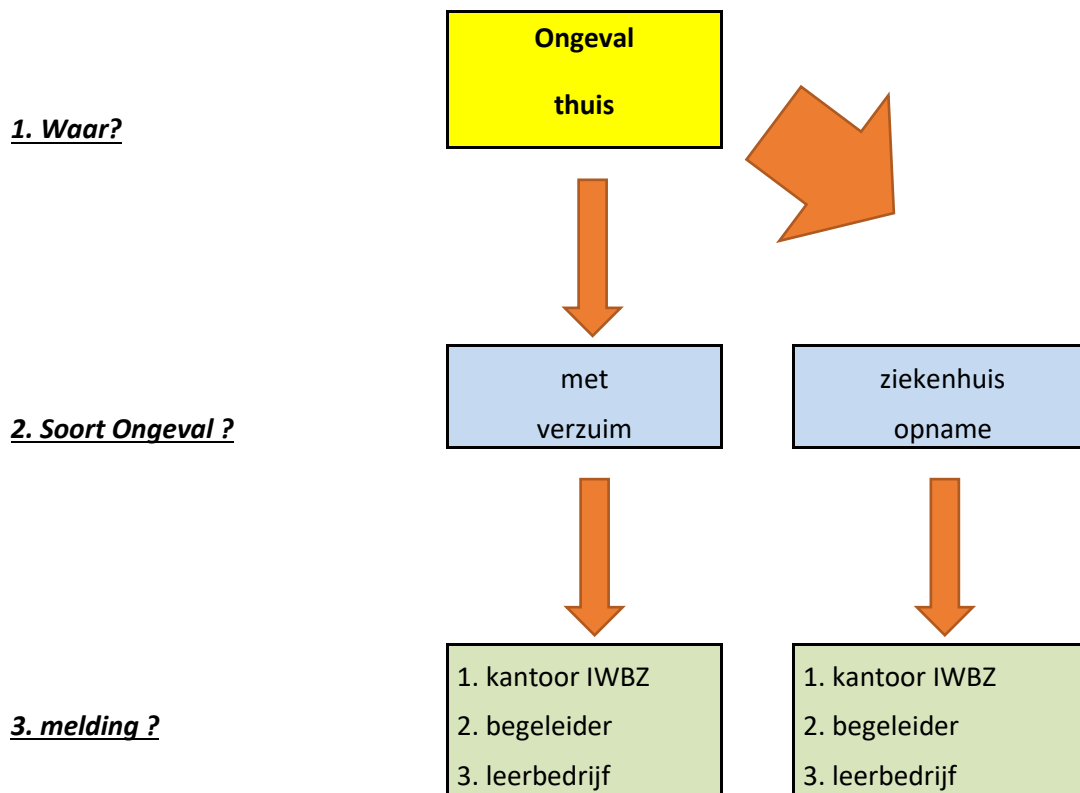 Ongeval
thuis
1. Waar?
met
verzuim
ziekenhuis
opname
2. Soort Ongeval ?
1. kantoor IWBZ
2. begeleider
3. leerbedrijf
1. kantoor IWBZ
2. begeleider
3. leerbedrijf
3. melding ?